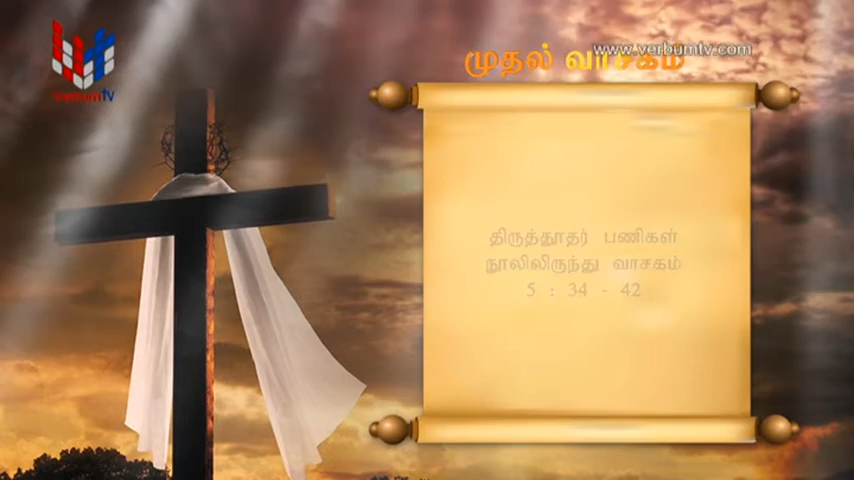 www.verbumtv.com
முதல் வாசகம்
Verbumtv
திருத்தூதர் பணிகள்
நூலிலிருந்து வாசகம்
5 : 34 - 42